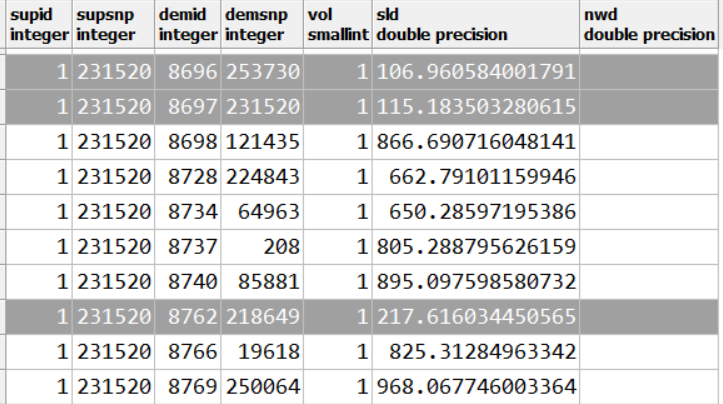 supid supsnp demid demsnp vol sld nwd
integer integer integer integer smallint double precision double precision
1 231520 8696 253730 1 106.960584001791
1 231520 8697 231520 1 115.183503280615
1 231520 8698 121435 1 866.690716048141
1 231520 8728 224843 1 662.79101159946
1 231520 8734 64963 1 650.28597195386
1 231520 8737 208 1 805.288795626159
1 231520 8740 85881 1 895.097598580732
1 231520 8762 218649 1 217.616034450565
1 231520 8766 19618 1 825.31284963342
1 231520 8769 250064 1 968.067746003364